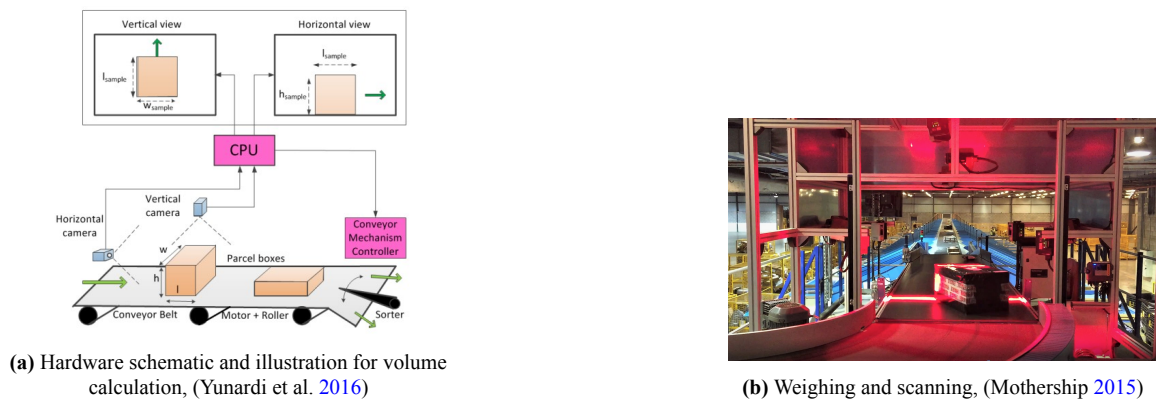 Vertical view
Horizontal view
lsample
wsample
lsample
hsample
CPU
Vertical
camera
Horizontal
camera
Conveyor
Mechanism
Controller
Parcel boxes
w
h
l
Conveyor Belt
Motor + Roller
Sorter
(a) Hardware schematic and illustration for volume
calculation, (Yunardi et al. 2016)
(b) Weighing and scanning, (Mothership 2015)